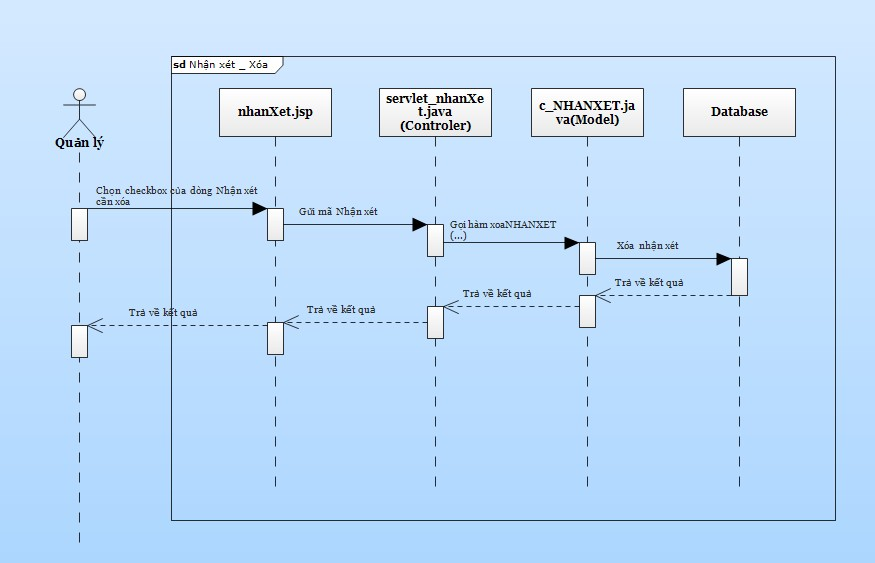 sd Nhận xét _ Xóa
Quản lý
nhanXet.jsp
servlet_nhanXe
t.java
(Controler)
c_NHANXET.ja
va(Model)
Database
Chọn checkbox của dòng Nhận xét
cần xóa
Gửi mã Nhận xét
Gọi hàm xoaNHANXET
(...)
Xóa nhận xét
Trả về kết quả
Trả về kết quả
Trả về kết quả
Trả về kết quả